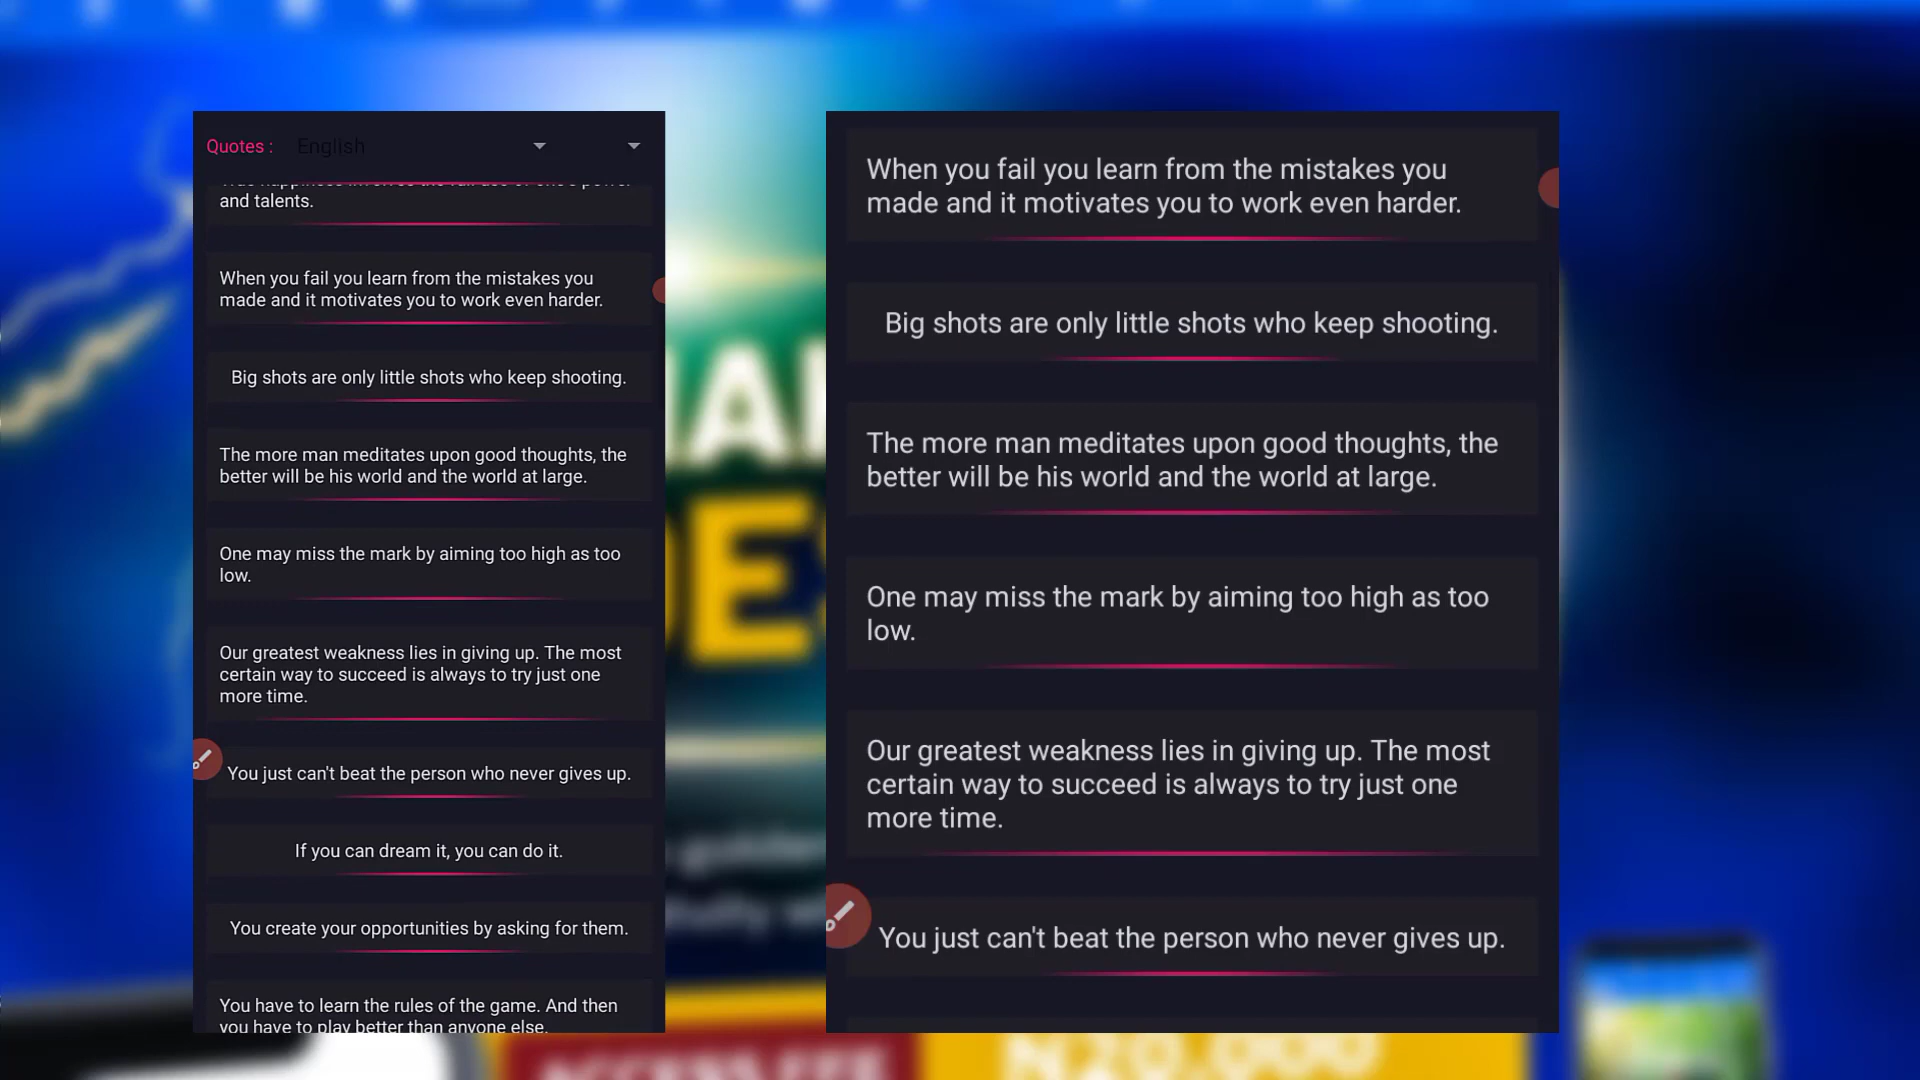 Quotes :
English
and talents.
When you fail you learn from the mistakes you
made and it motivates you to work even harder.
Big shots are only little shots who keep shooting.
The more man meditates upon good thoughts, the
better will be his world and the world at large.
One may miss the mark by aiming too high as too
low.
Our greatest weakness lies in giving up. The most
certain way to succeed is always to try just one
more time.
You just can't beat the person who never gives up.
If you can dream it, you can do it.
You create your opportunities by asking for them.
You have to learn the rules of the game. And then
you have to play better than anyone else.
When you fail you learn from the mistakes you
made and it motivates you to work even harder.
Big shots are only little shots who keep shooting.
The more man meditates upon good thoughts, the
better will be his world and the world at large.
One may miss the mark by aiming too high as too
low.
Our greatest weakness lies in giving up. The most
certain way to succeed is always to try just one
more time.
You just can't beat the person who never gives up.
ACCESS FEE
₦20,000